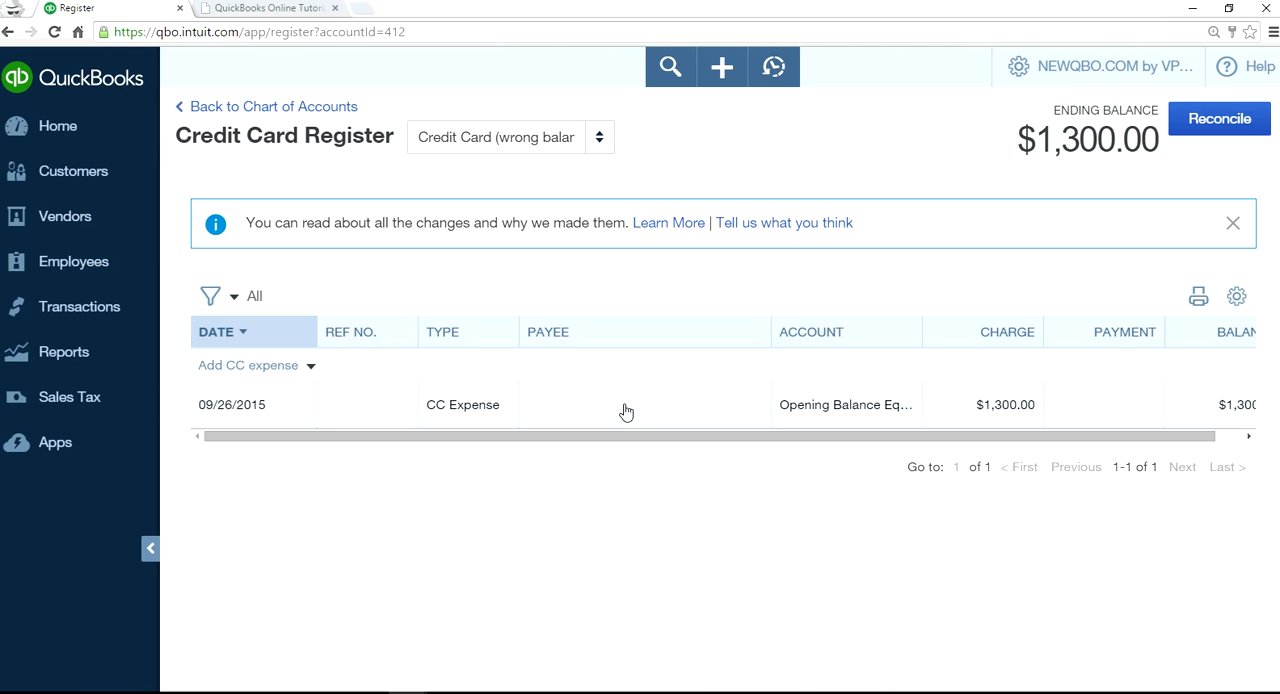 Register
QuickBooks Online Tutori
https://qbo.intuit.com/app/register?accountId=412
qb QuickBooks
NEWQBO.COM by VP...
Help
Home
Customers
Vendors
Employees
Transactions
Reports
Sales Tax
Apps
Back to Chart of Accounts
Credit Card Register
Credit Card (wrong balar
ENDING BALANCE
$1,300.00
Reconcile
You can read about all the changes and why we made them. Learn More | Tell us what you think
All
DATE REF NO. TYPE PAYEE ACCOUNT CHARGE PAYMENT BALAN
Add CC expense
09/26/2015 CC Expense Opening Balance Eq... $1,300.00 $1,300
Go to: 1 of 1 < First Previous 1-1 of 1 Next Last >